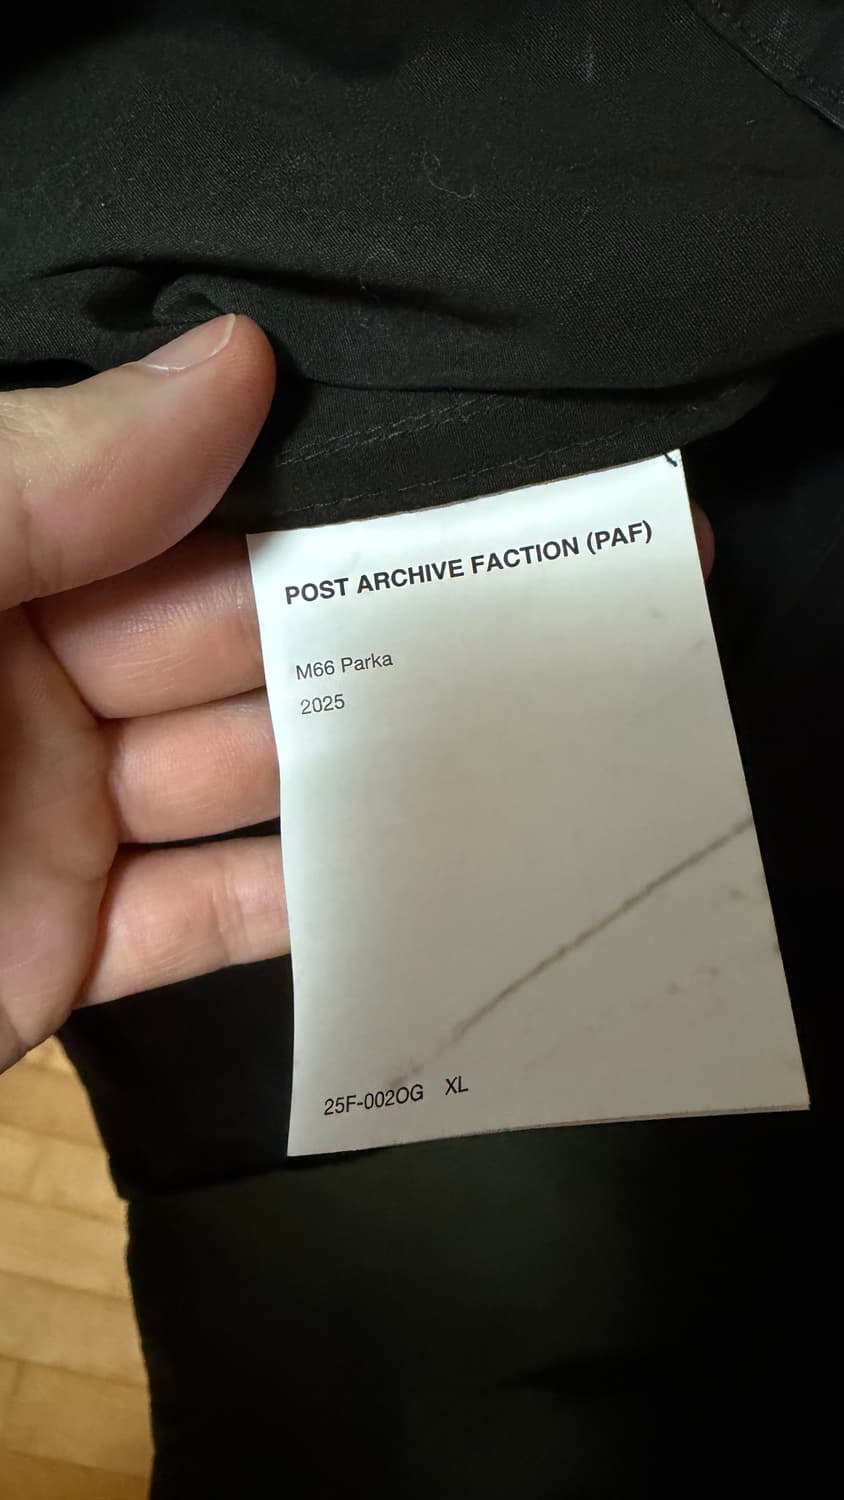 POST ARCHIVE FACTION (PAF)
M66 Parka
2025
25F-002OG XL